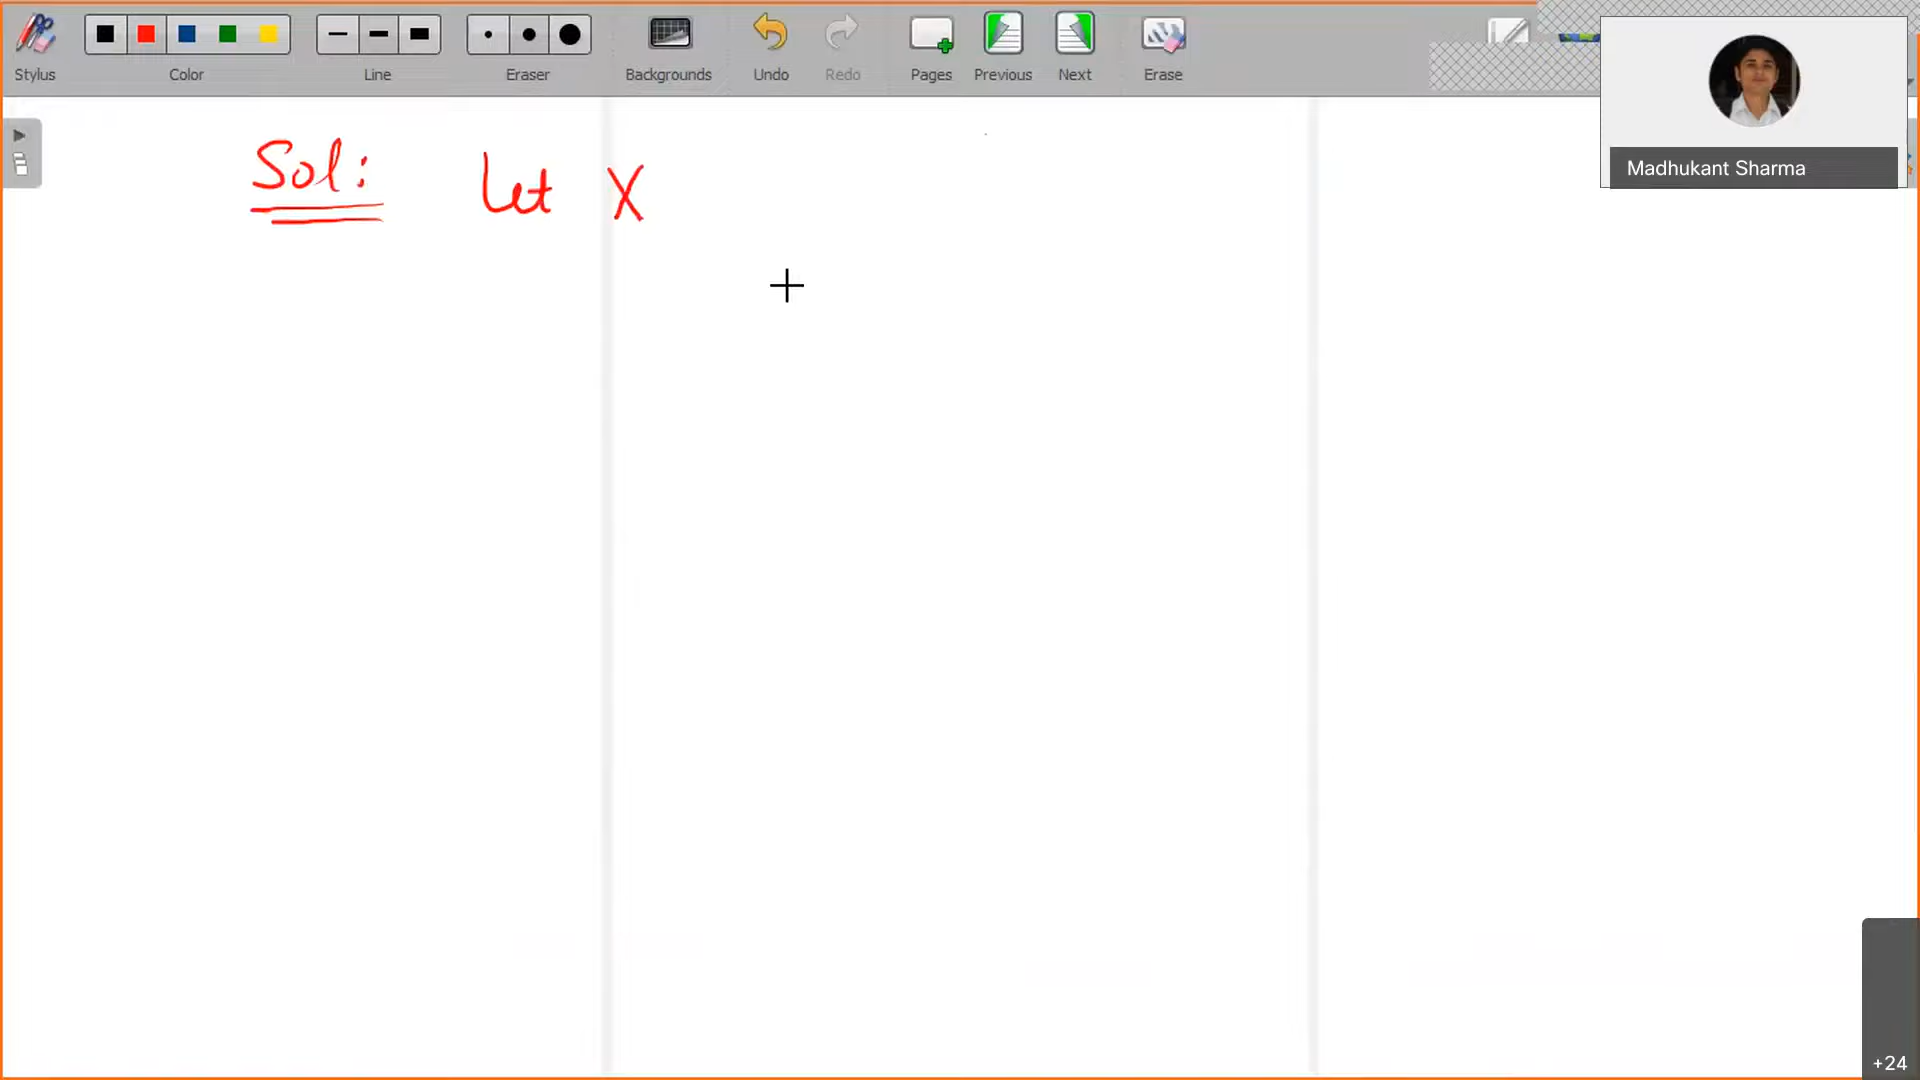 Stylus Color Line Eraser Backgrounds Undo Redo Pages Previous Next Erase
Madhukant Sharma
Sol: Let X
+24